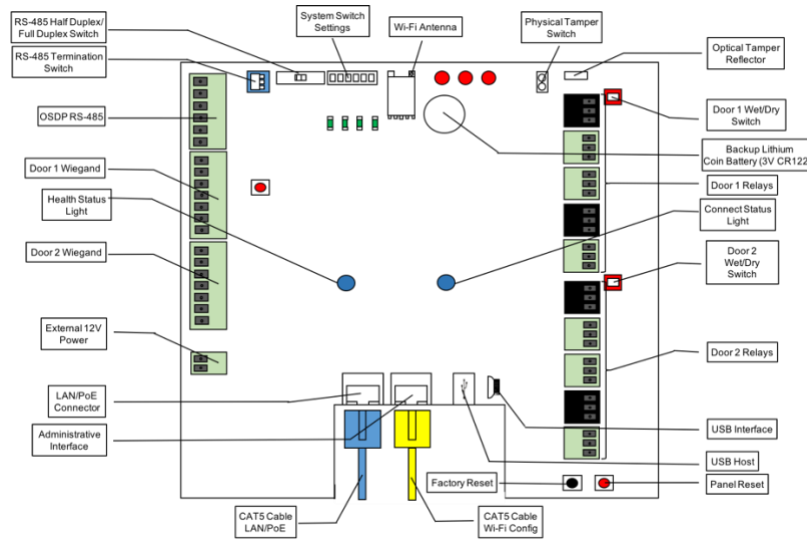 RS-485 Half Duplex/
Full Duplex Switch
System Switch
Settings
Wi-Fi Antenna
Physical Tamper
Switch
RS-485 Termination
Switch
Optical Tamper
Reflector
OSDP RS-485
Door 1 Wet/Dry
Switch
Door 1 Wiegand
Backup Lithium
Coin Battery (3V CR122
Door 1 Relays
Health Status
Light
Connect Status
Light
Door 2 Wiegand
Door 2
Wet/Dry
Switch
External 12V
Power
Door 2 Relays
LAN/PoE
Connector
Administrative
Interface
USB Interface
USB Host
Factory Reset
Panel Reset
CAT5 Cable
LAN/PoE
CAT5 Cable
Wi-Fi Config